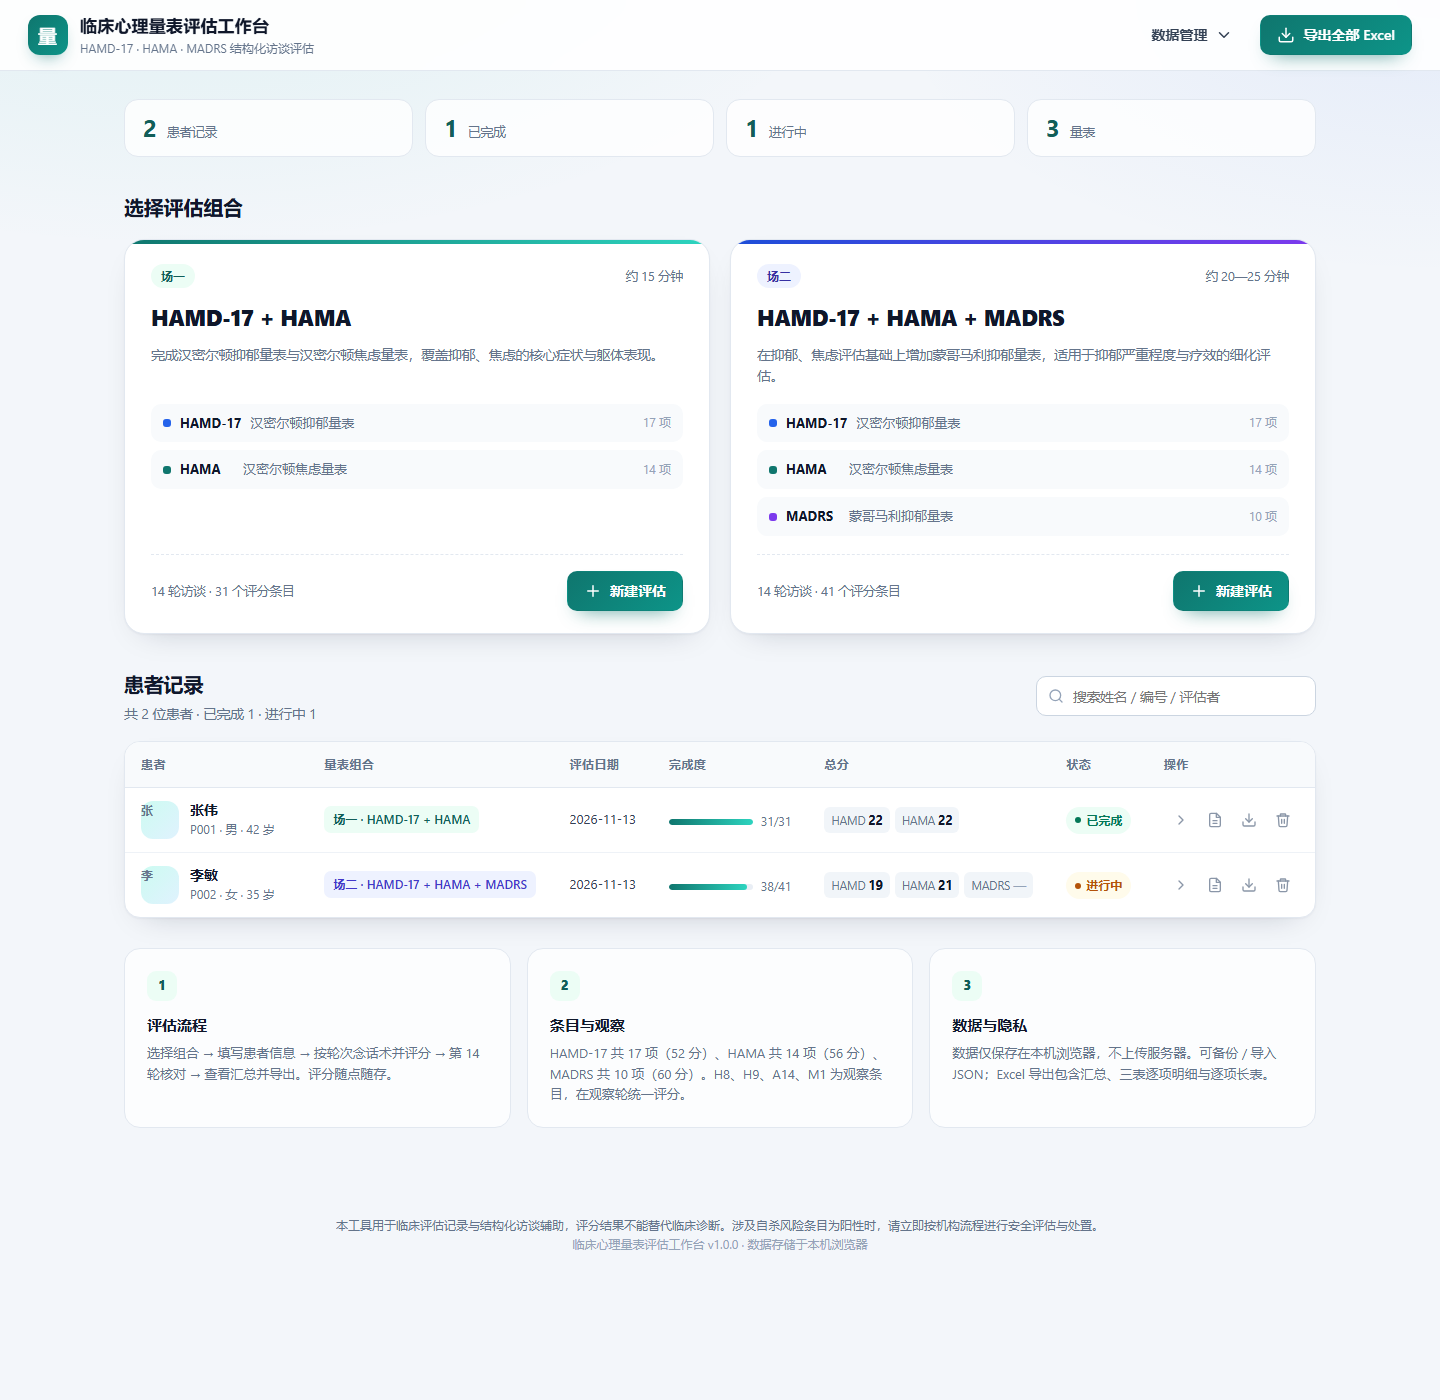 量
临床心理量表评估工作台
HAMD-17 · HAMA · MADRS 结构化访谈评估
数据管理
导出全部 Excel
2 患者记录
1 已完成
1 进行中
3 量表
选择评估组合
场一
约 15 分钟
HAMD-17 + HAMA
完成汉密尔顿抑郁量表与汉密尔顿焦虑量表，覆盖抑郁、焦虑的核心症状与躯体表现。
HAMD-17 汉密尔顿抑郁量表 17 项
HAMA 汉密尔顿焦虑量表 14 项
14 轮访谈 · 31 个评分条目
新建评估
场二
约 20—25 分钟
HAMD-17 + HAMA + MADRS
在抑郁、焦虑评估基础上增加蒙哥马利抑郁量表，适用于抑郁严重程度与疗效的细化评
估。
HAMD-17 汉密尔顿抑郁量表 17 项
HAMA 汉密尔顿焦虑量表 14 项
MADRS 蒙哥马利抑郁量表 10 项
14 轮访谈 · 41 个评分条目
新建评估
患者记录
共 2 位患者 · 已完成 1 · 进行中 1
搜索姓名 / 编号 / 评估者
患者 量表组合 评估日期 完成度 总分 状态 操作
张 张伟
P001 · 男 · 42 岁
场一 · HAMD-17 + HAMA 2026-11-13 31/31 HAMD 22 HAMA 22 已完成
李 李敏
P002 · 女 · 35 岁
场二 · HAMD-17 + HAMA + MADRS 2026-11-13 38/41 HAMD 19 HAMA 21 MADRS — 进行中
1
评估流程
选择组合 → 填写患者信息 → 按轮次念话术并评分 → 第 14
轮核对 → 查看汇总并导出。评分随点随存。
2
条目与观察
HAMD-17 共 17 项（52 分）、HAMA 共 14 项（56 分）、
MADRS 共 10 项（60 分）。H8、H9、A14、M1 为观察条
目，在观察轮统一评分。
3
数据与隐私
数据仅保存在本机浏览器，不上传服务器。可备份 / 导入
JSON；Excel 导出包含汇总、三表逐项明细与逐项长表。
本工具用于临床评估记录与结构化访谈辅助，评分结果不能替代临床诊断。涉及自杀风险条目为阳性时，请立即按机构流程进行安全评估与处置。
临床心理量表评估工作台 v1.0.0 · 数据存储于本机浏览器